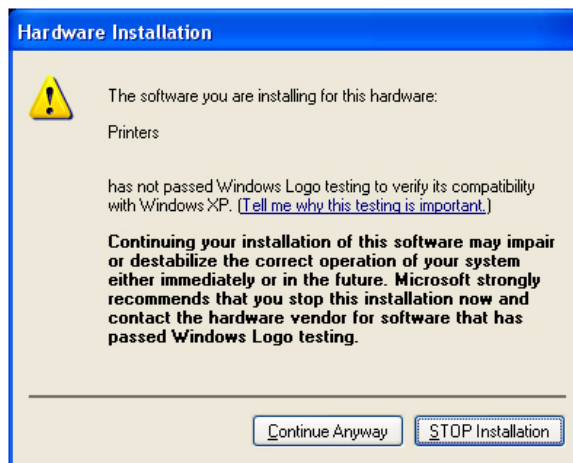 Hardware Installation
The software you are installing for this hardware:
Printers
has not passed Windows Logo testing to verify its compatibility
with Windows XP. (Tell me why this testing is important.)
Continuing your installation of this software may impair
or destabilize the correct operation of your system
either immediately or in the future. Microsoft strongly
recommends that you stop this installation now and
contact the hardware vendor for software that has
passed Windows Logo testing.
Continue Anyway STOP Installation